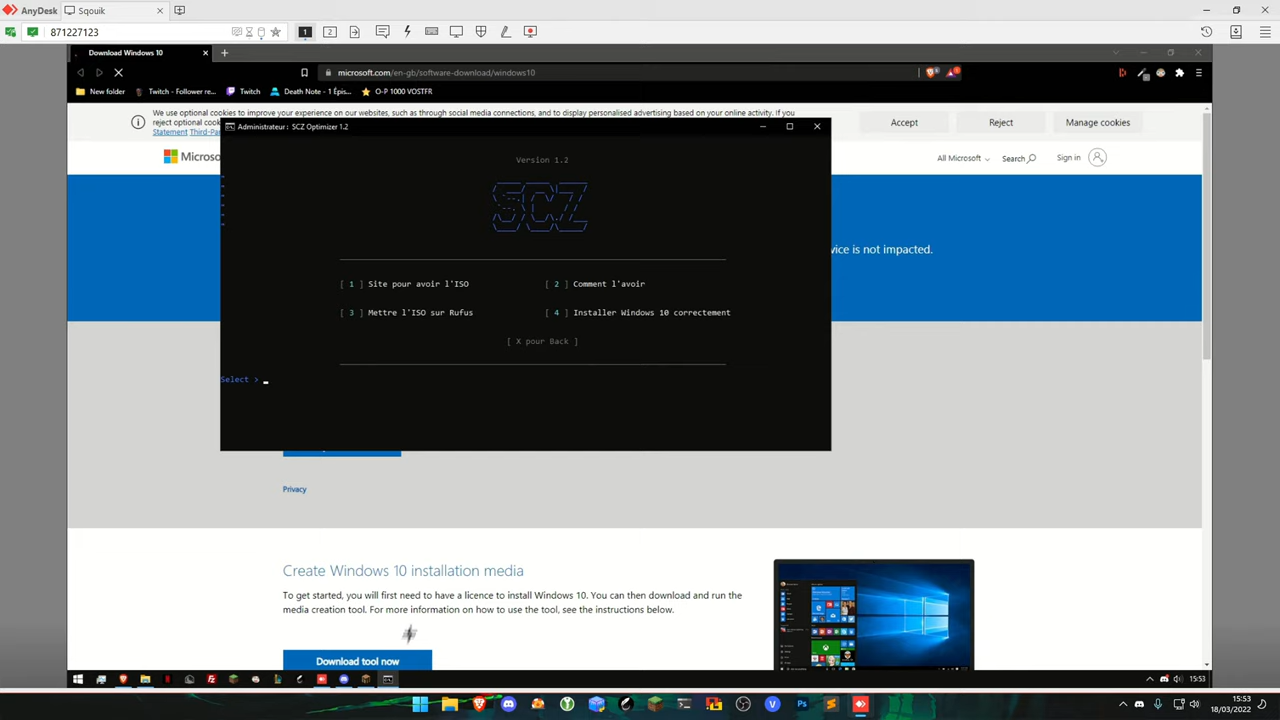 AnyDesk
Sqouik
871227123
1
2
Download Windows 10
microsoft.com/en-gb/software-download/windows10
New folder
Twitch - Follower re...
Twitch
Death Note - 1 Épis...
O-P 1000 VOSTFR
We use optional cookies to improve your experience on our websites, such as through social media connections, and to display personalised advertising based on your online activity. If you
reject optional
Statement
Accept
Reject
Manage cookies
All Microsoft
Search
Sign in
Administrateur : SCZ Optimizer 1.2
Version 1.2
SCZ
[ 1 ] Site pour avoir l'ISO
[ 2 ] Comment l'avoir
[ 3 ] Mettre l'ISO sur Rufus
[ 4 ] Installer Windows 10 correctement
[ X pour Back ]
Select > _
vice is not impacted.
Privacy
Create Windows 10 installation media
To get started, you will first need to have a licence to install Windows 10. You can then download and run the
media creation tool. For more information on how to use the tool, see the instructions below.
Download tool now
15:53
15:53
18/03/2022